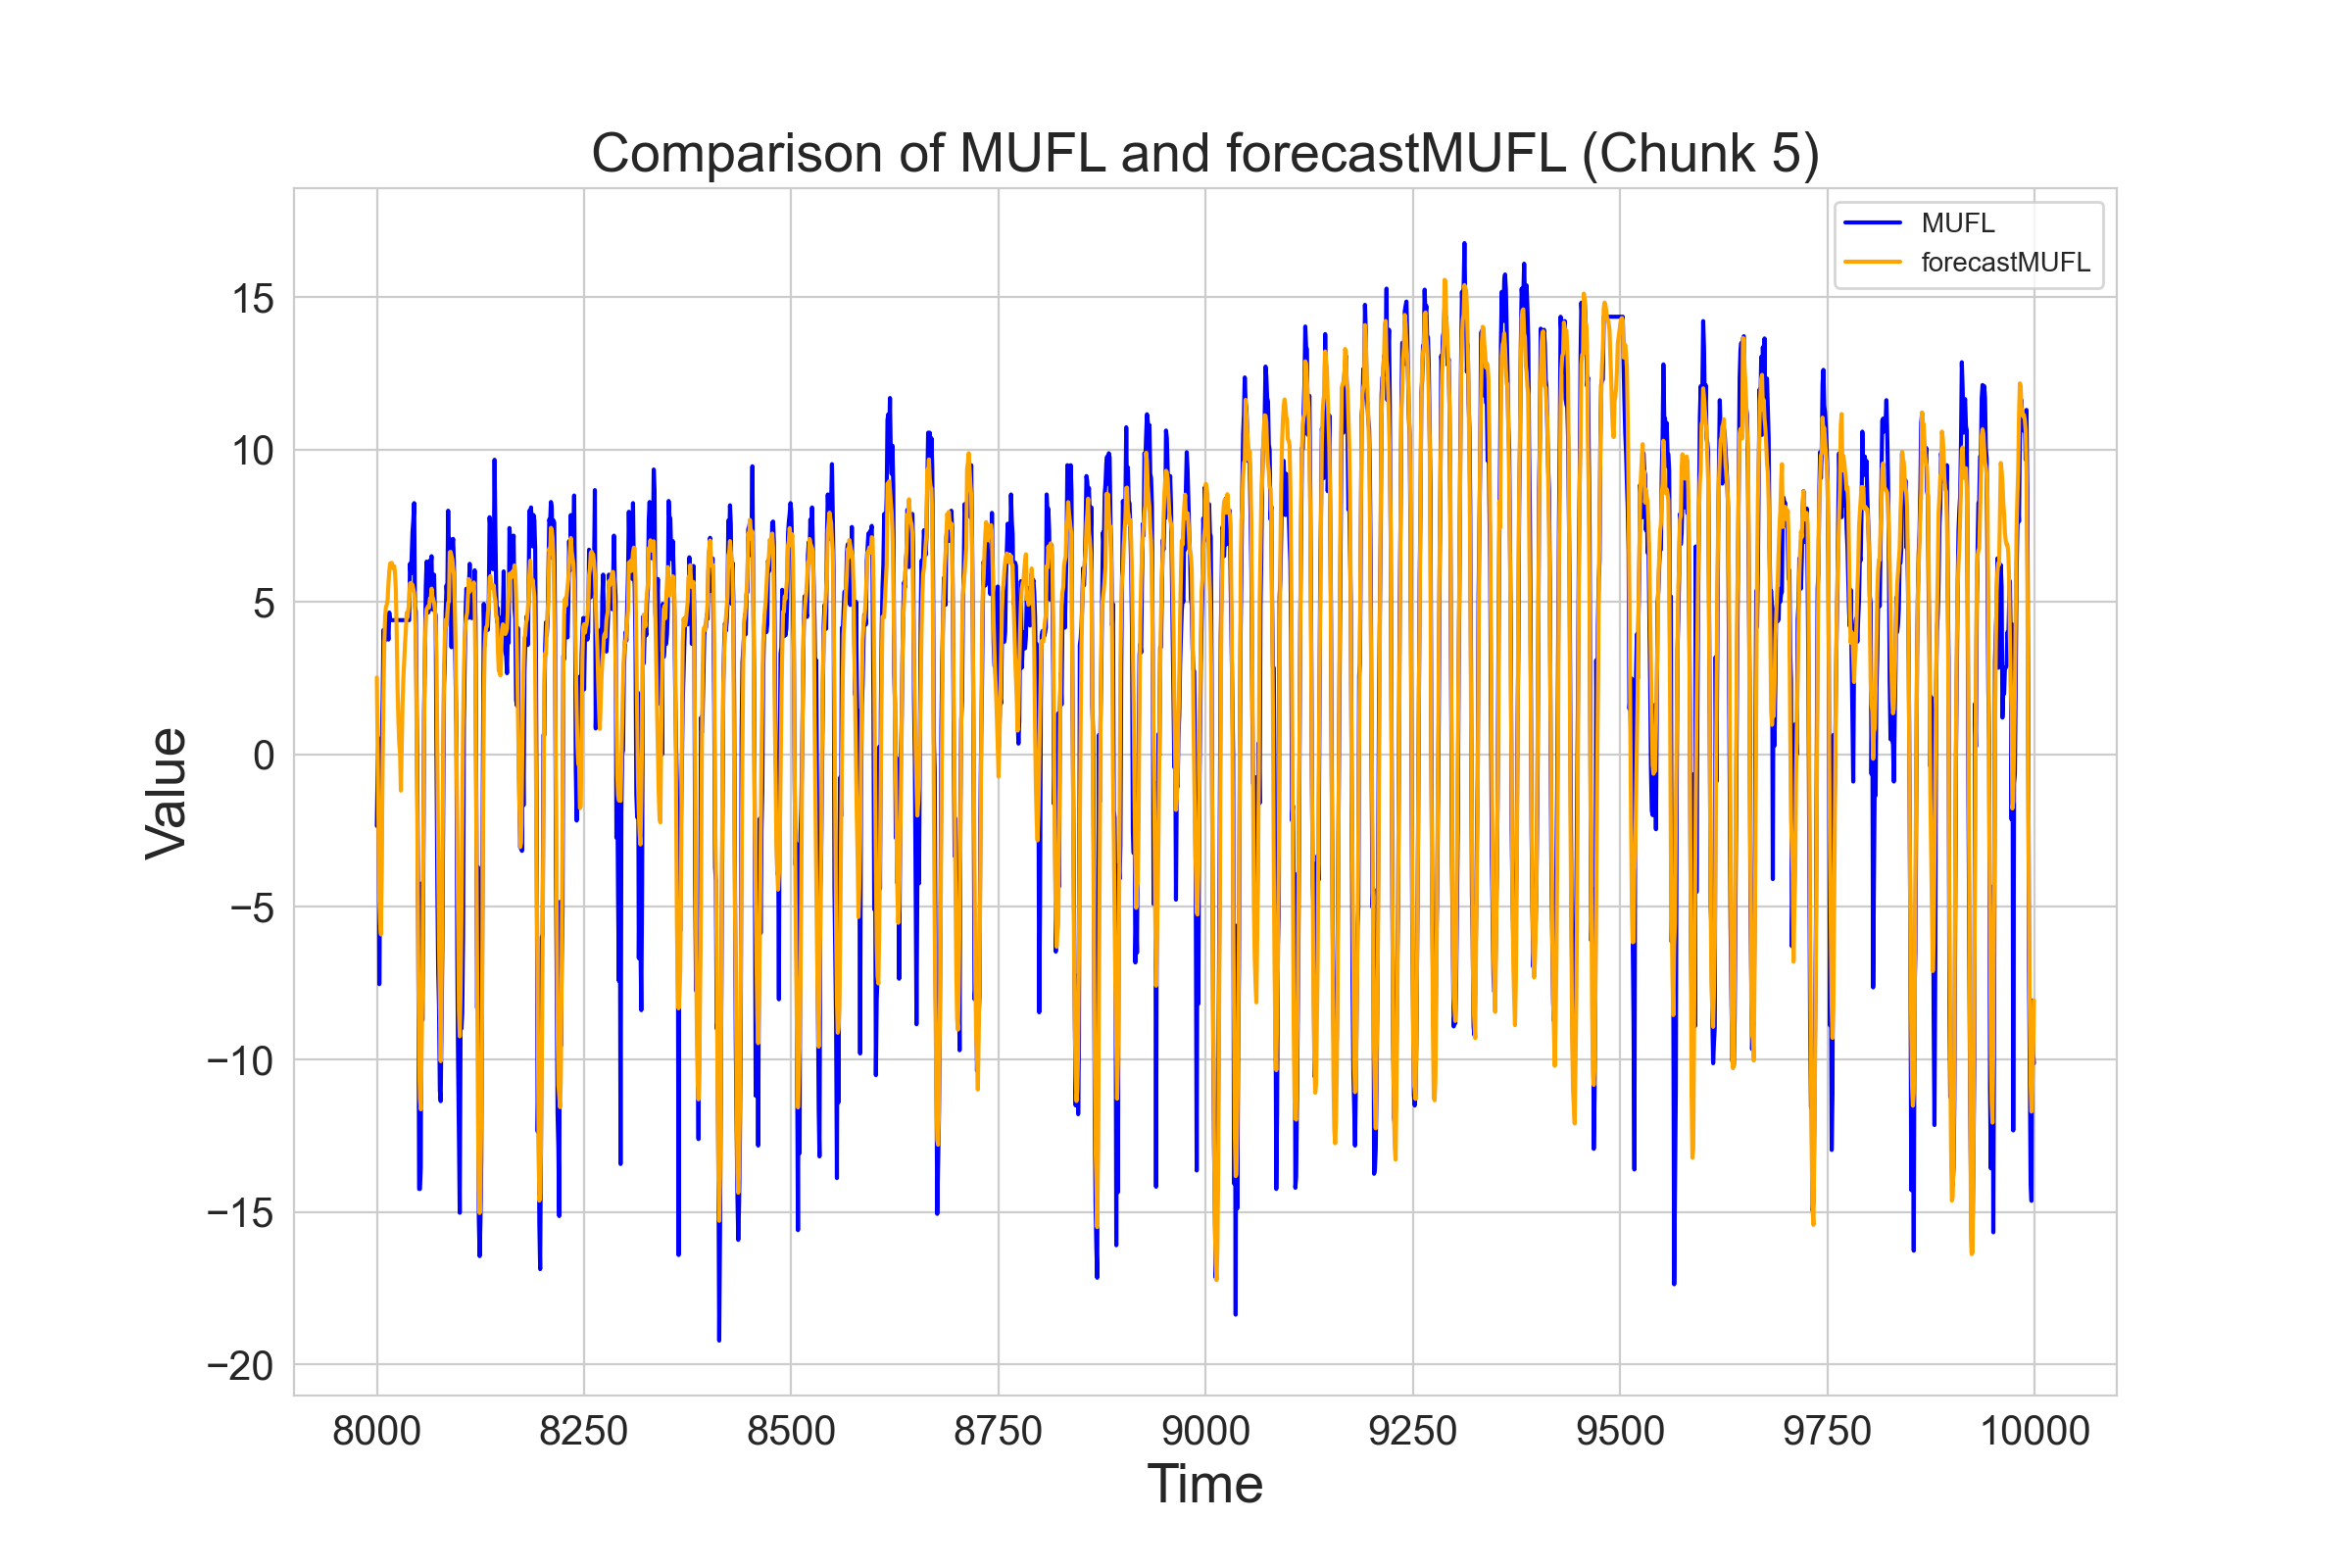 Comparison of MUFL and forecastMUFL (Chunk 5)
MUFL
forecastMUFL
15
10
5
0
−5
−10
−15
−20
Value
8000 8250 8500 8750 9000 9250 9500 9750 10000
Time